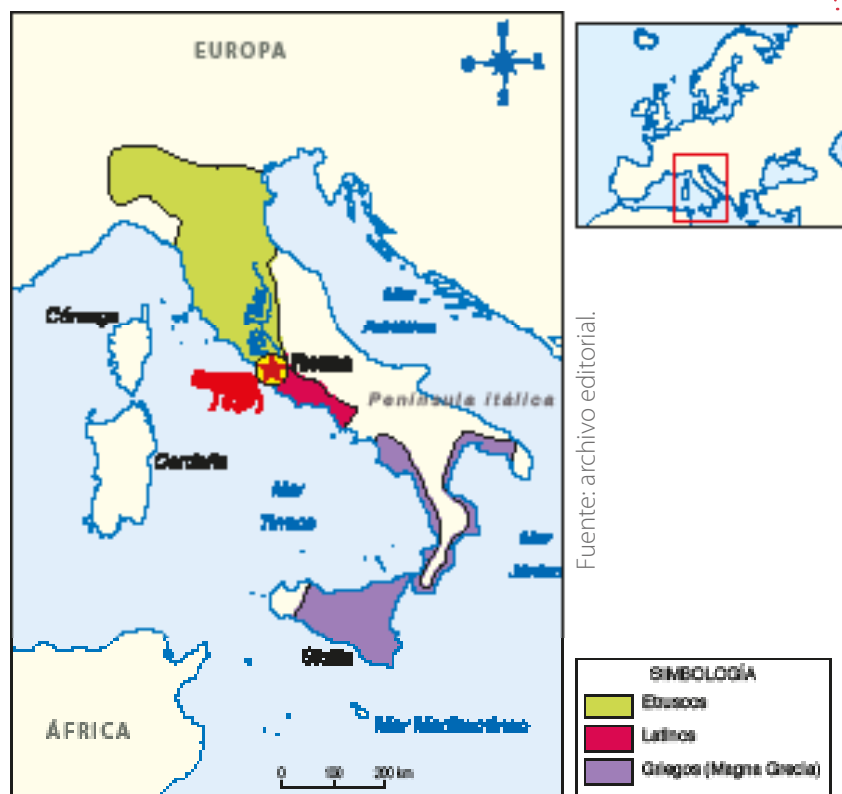 EUROPA
N
O
E
S
Córcega
Mar
Adriático
Roma
Península itálica
Cerdeña
Mar
Tirreno
Mar
Sicilia
ÁFRICA
Mar Mediterráneo
0 100 200 km
Fuente: archivo editorial.
SIMBOLOGÍA
Etruscos
Latinos
Griegos (Magna Grecia)